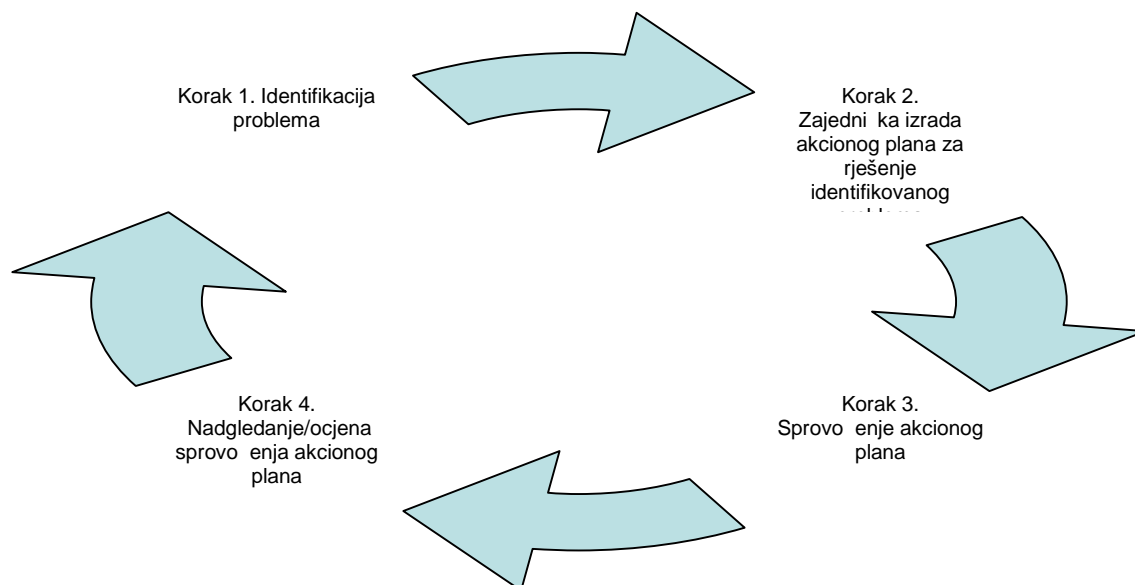 Korak 1. Identifikacija
problema
Korak 2.
Zajedni ka izrada
akcionog plana za
rješenje
identifikovanog
Korak 3.
Sprovo enje akcionog
plana
Korak 4.
Nadgledanje/ocjena
sprovo enja akcionog
plana